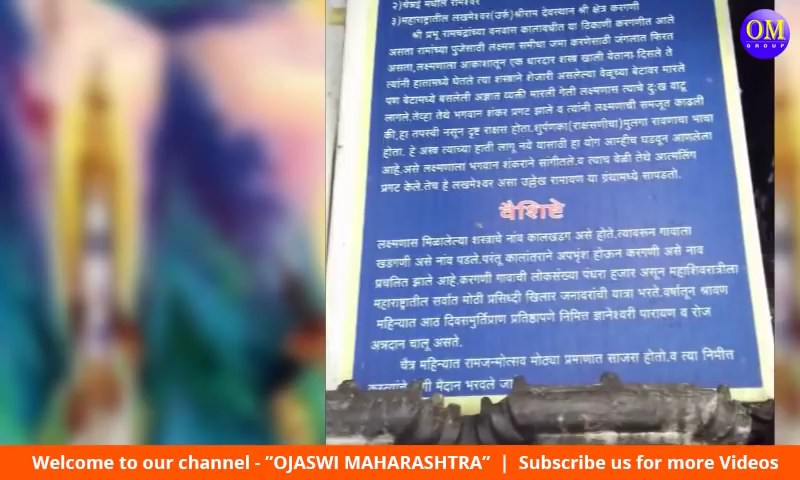 २)चेन्नई मधील रामेश्वर
३)महाराष्ट्रातील लखमेश्वर(उर्फ)श्रीराम देवस्थान श्री क्षेत्र करगणी
श्री प्रभू रामचंद्रांच्या वनवास कालावधीत या ठिकाणी करगणीत आले
असता रामांच्या पुजेसाठी लक्ष्मण समीधा जमा करणेसाठी जंगलात फिरत
असता,लक्ष्मणाला आकाशातून एक धारदार शस्त्र खाली येताना दिसले ते
त्यांनी हातामध्ये घेतले त्या शस्त्राने शेजारी असलेल्या वेळूच्या बेटावर मारले
पण बेटामध्ये बसलेली अज्ञात व्यक्ती मारली गेली लक्ष्मणास त्याचे दुःख वाटू
लागले.तेव्हा तेथे भगवान शंकर प्रगट झाले व त्यांनी लक्ष्मणाची समजूत काढली
की,हा तपस्वी नसून दृष्ट राक्षस होता.शुर्पणका(राक्षसणीचा)मुलगा रावणाचा भाचा
होता. हे अस्त्र त्याच्या हाती लागू नये यासाठी हा योग आम्हीच घडवून आणलेला
आहे.असे लक्ष्मणाला भगवान शंकराने सांगीतले.व त्याच वेळी तेथे आत्मलिंग
प्रगट केले.तेच हे लखमेश्वर असा उल्लेख रामायण या ग्रंथामध्ये सापडतो.
वैशिष्टे
लक्ष्मणास मिळालेल्या शस्त्राचे नांव कालखडग असे होते.त्यावरून गावाला
खडगणी असे नांव पडले.परंतू कालांतराने अपभृंश होऊन करगणी असे नाव
प्रचलित झाले आहे.करगणी गावाची लोकसंख्या पंधरा हजार असून महाशिवरात्रीला
महाराष्ट्रातील सर्वात मोठी प्रसिध्दी खिलार जनावरांची यात्रा भरते.वर्षातून श्रावण
महिन्यात आठ दिवसमुर्तिप्राण प्रतिष्ठापणे निमित्त ज्ञानेश्वरी पारायण व रोज
अन्नदान चालू असते.
चैत्र महिन्यात रामजन्मोत्सव मोठ्या प्रमाणात साजरा होतो.व त्या निमीत्त
मैदान भरवले जा
OM
GROUP
Welcome to our channel - ”OJASWI MAHARASHTRA” | Subscribe us for more Videos